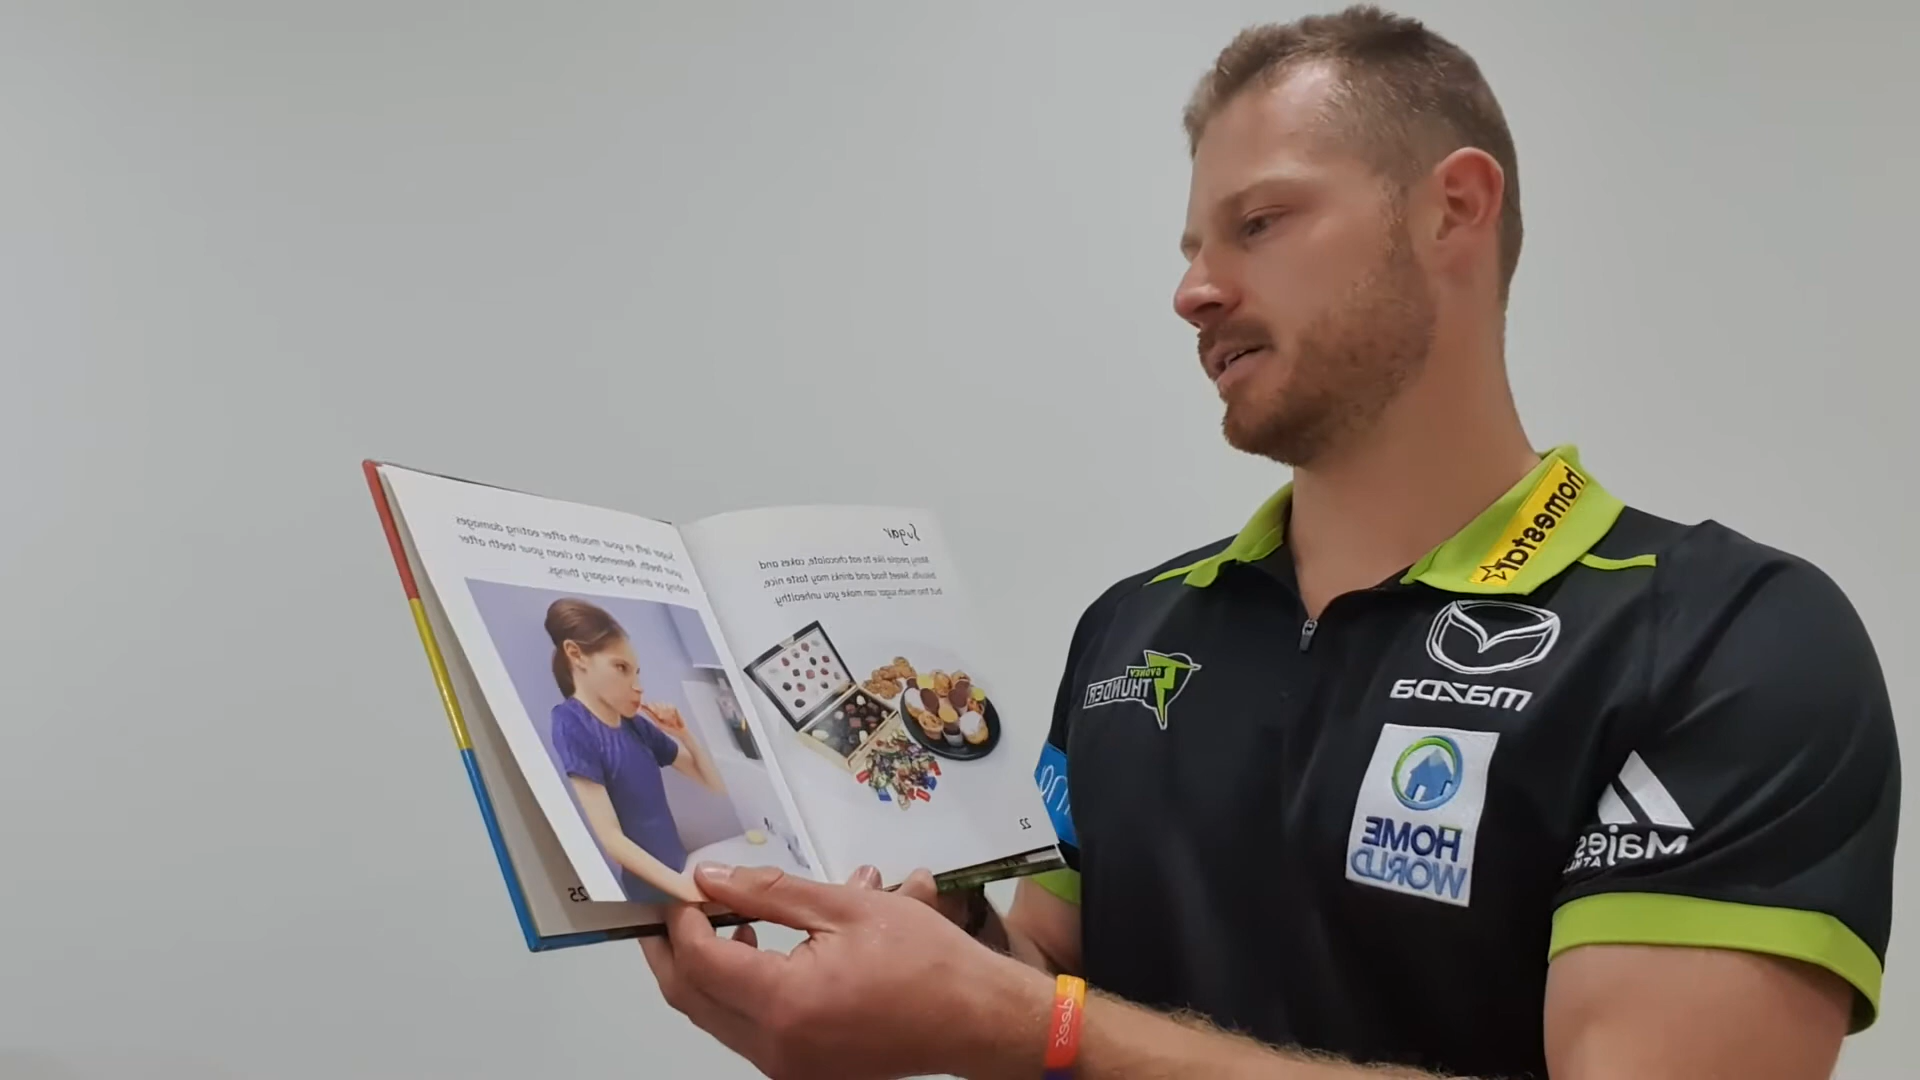 Sugar
Many people like to eat chocolate, cakes and
biscuits. Sweet food and drinks may taste nice,
but too much sugar can make you unhealthy.
22
Sugar left in your mouth after eating damages
your teeth. Remember to clean your teeth after
eating or drinking sugary things.
25
homestar
mazda
SYDNEY
THUNDER
HOME
WORLD
Majes